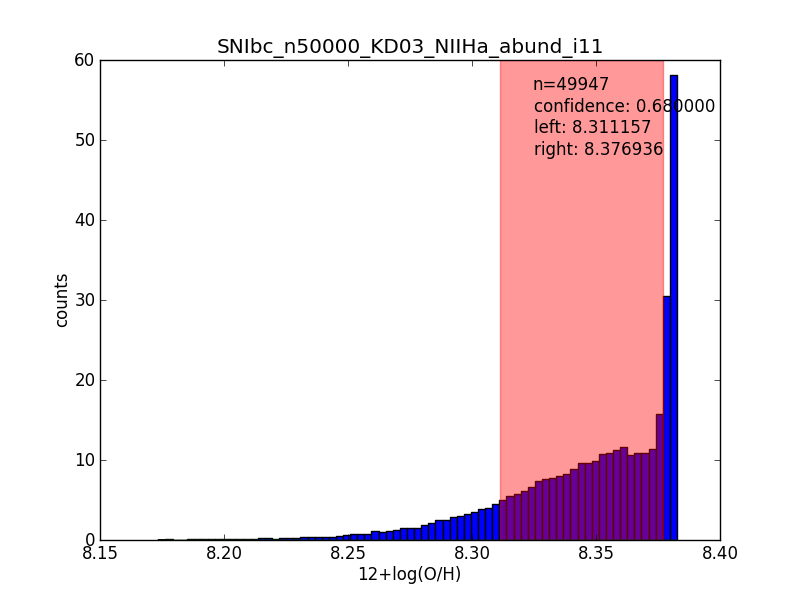 SNIbc_n50000_KD03_NIIHa_abund_i11
60
n=49947
confidence: 0.680000
left: 8.311157
right: 8.376936
50
40
30
20
10
0
counts
8.15 8.20 8.25 8.30 8.35 8.40
12+log(O/H)